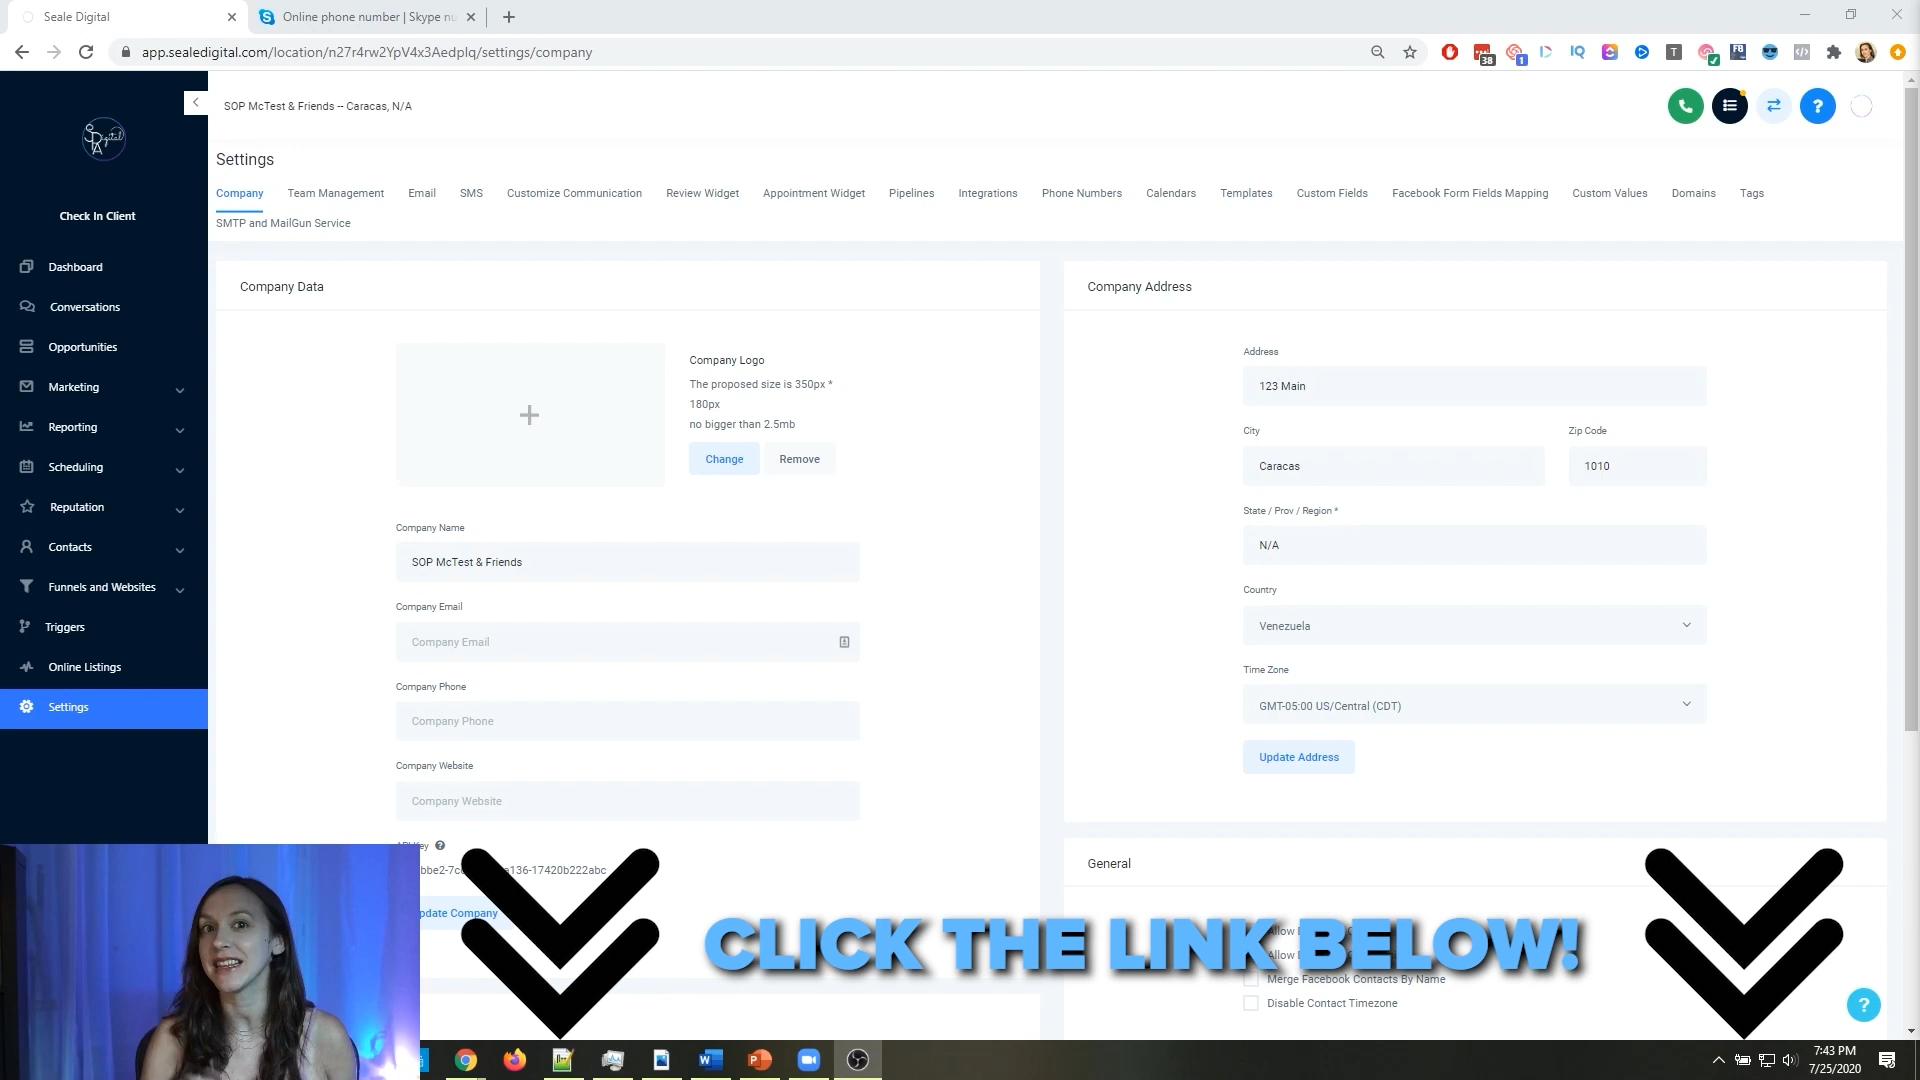 Seale Digital
Online phone number | Skype nu
app.sealedigital.com/location/n27r4rw2YpV4x3Aedplq/settings/company
38
1
IQ
T
FB
SOP McTest & Friends -- Caracas, N/A
Digital
Check In Client
Dashboard
Conversations
Opportunities
Marketing
Reporting
Scheduling
Reputation
Contacts
Funnels and Websites
Triggers
Online Listings
Settings
Settings
Company Team Management Email SMS Customize Communication Review Widget Appointment Widget Pipelines Integrations Phone Numbers Calendars Templates Custom Fields Facebook Form Fields Mapping Custom Values Domains Tags
SMTP and MailGun Service
Company Data
Company Logo
The proposed size is 350px *
180px
no bigger than 2.5mb
Change Remove
Company Name
SOP McTest & Friends
Company Email
Company Email
Company Phone
Company Phone
Company Website
Company Website
136-17420b222abc
pdate Company
Company Address
Address
123 Main
City Zip Code
Caracas 1010
State / Prov / Region *
N/A
Country
Venezuela
Time Zone
GMT-05:00 US/Central (CDT)
Update Address
General
Allow
Allow
Merge Facebook Contacts By Name
Disable Contact Timezone
CLICK THE LINK BELOW!
7:43 PM
7/25/2020